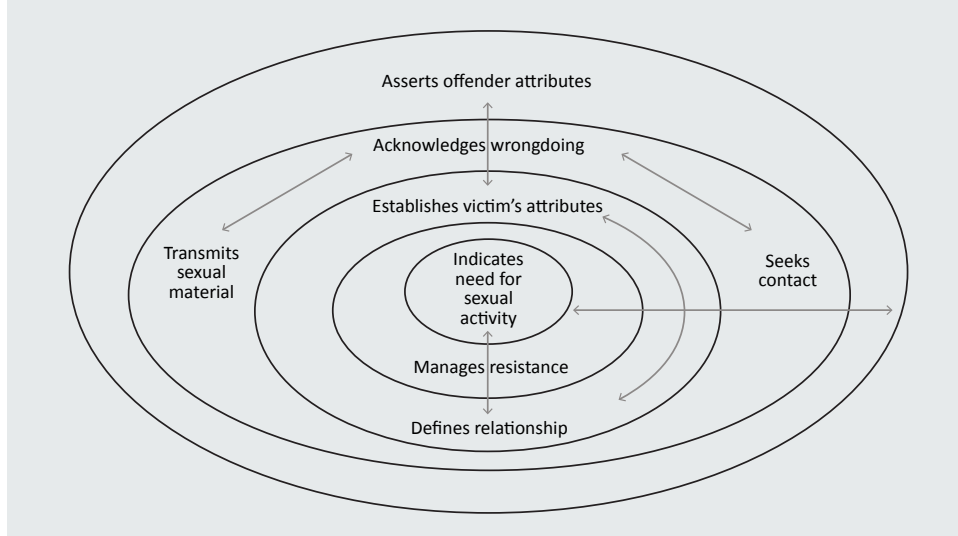 Asserts offender attributes
Acknowledges wrongdoing
Establishes victim’s attributes
Transmits
sexual
material
Indicates
need for
sexual
activity
Seeks
contact
Manages resistance
Defines relationship